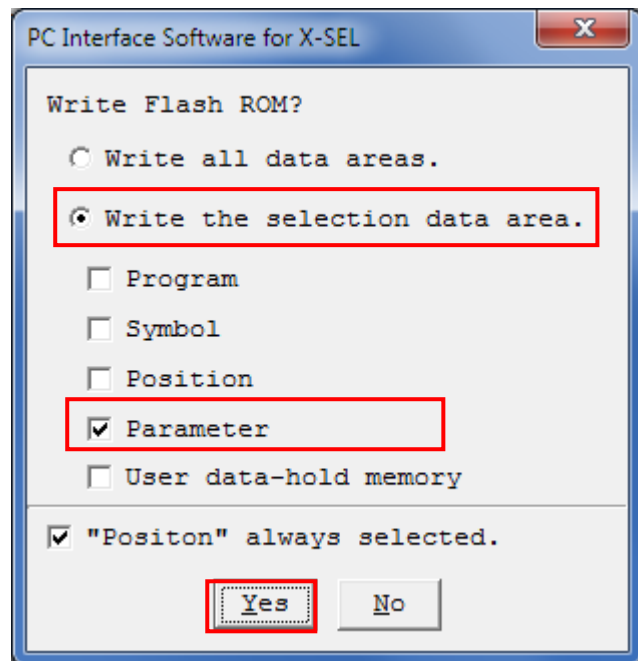 PC Interface Software for X-SEL
Write Flash ROM?
Write all data areas.
Write the selection data area.
Program
Symbol
Position
Parameter
User data-hold memory
"Positon" always selected.
Yes
No